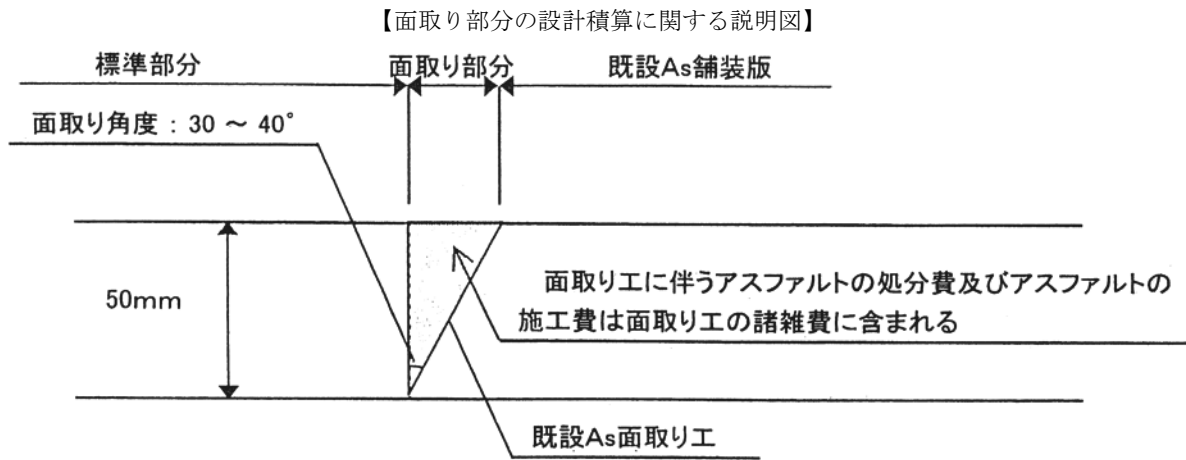 【面取り部分の設計積算に関する説明図】
標準部分
面取り部分
既設As舗装版
面取り角度：30 ～ 40°
50mm
面取り工に伴うアスファルトの処分費及びアスファルトの
施工費は面取り工の諸雑費に含まれる
既設As面取り工